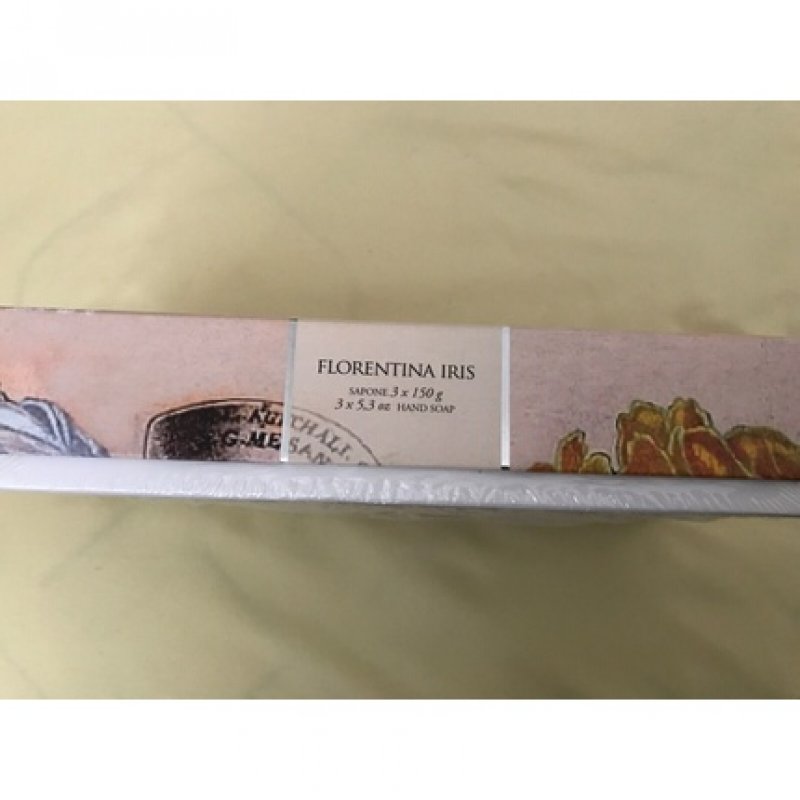 FLORENTINA IRIS
SAPONE 3 x 150 g
3 x 5,3 oz HAND SOAP